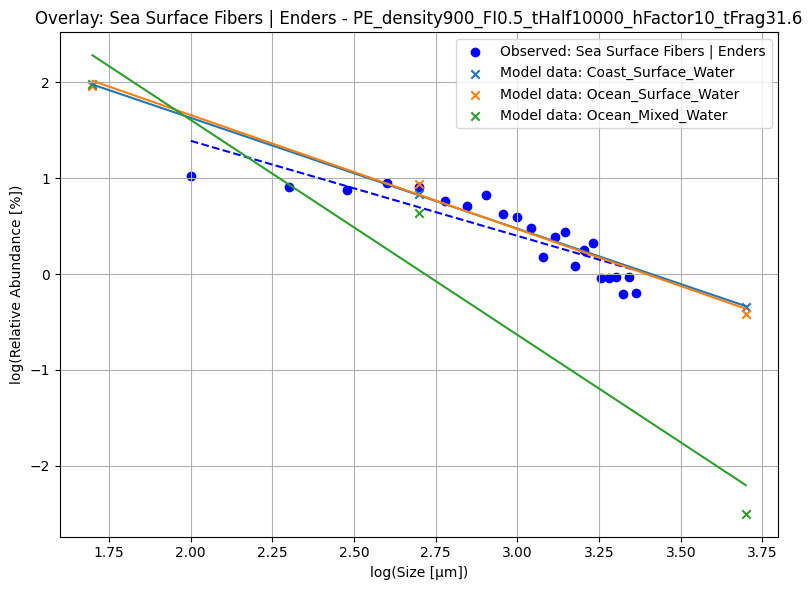 Overlay: Sea Surface Fibers | Enders - PE_density900_FI0.5_tHalf10000_hFactor10_tFrag31.6
Observed: Sea Surface Fibers | Enders
Model data: Coast_Surface_Water
Model data: Ocean_Surface_Water
Model data: Ocean_Mixed_Water
log(Relative Abundance [%])
2
1
0
−1
−2
1.75
2.00
2.25
2.50
2.75
3.00
3.25
3.50
3.75
log(Size [μm])